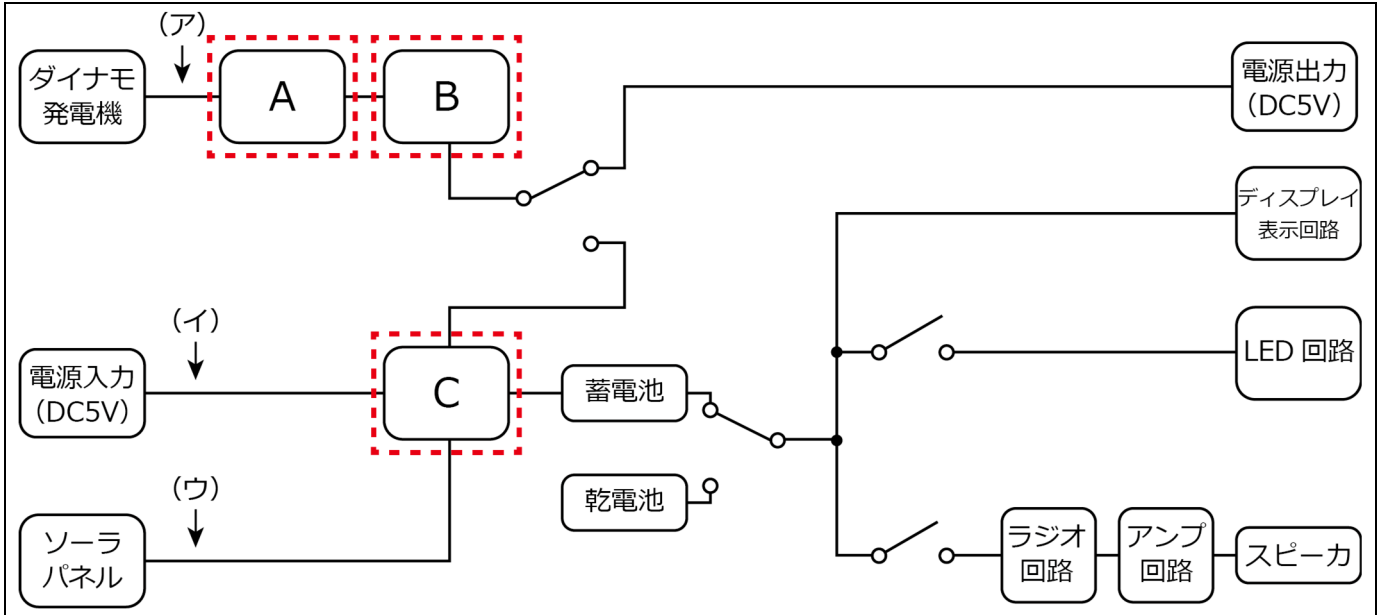 (ア)
ダイナモ
発電機
A
B
電源出力
(DC5V)
ディスプレイ
表示回路
(イ)
電源入力
(DC5V)
C
蓄電池
LED 回路
(ウ)
乾電池
ソーラ
パネル
ラジオ
回路
アンプ
回路
スピーカ